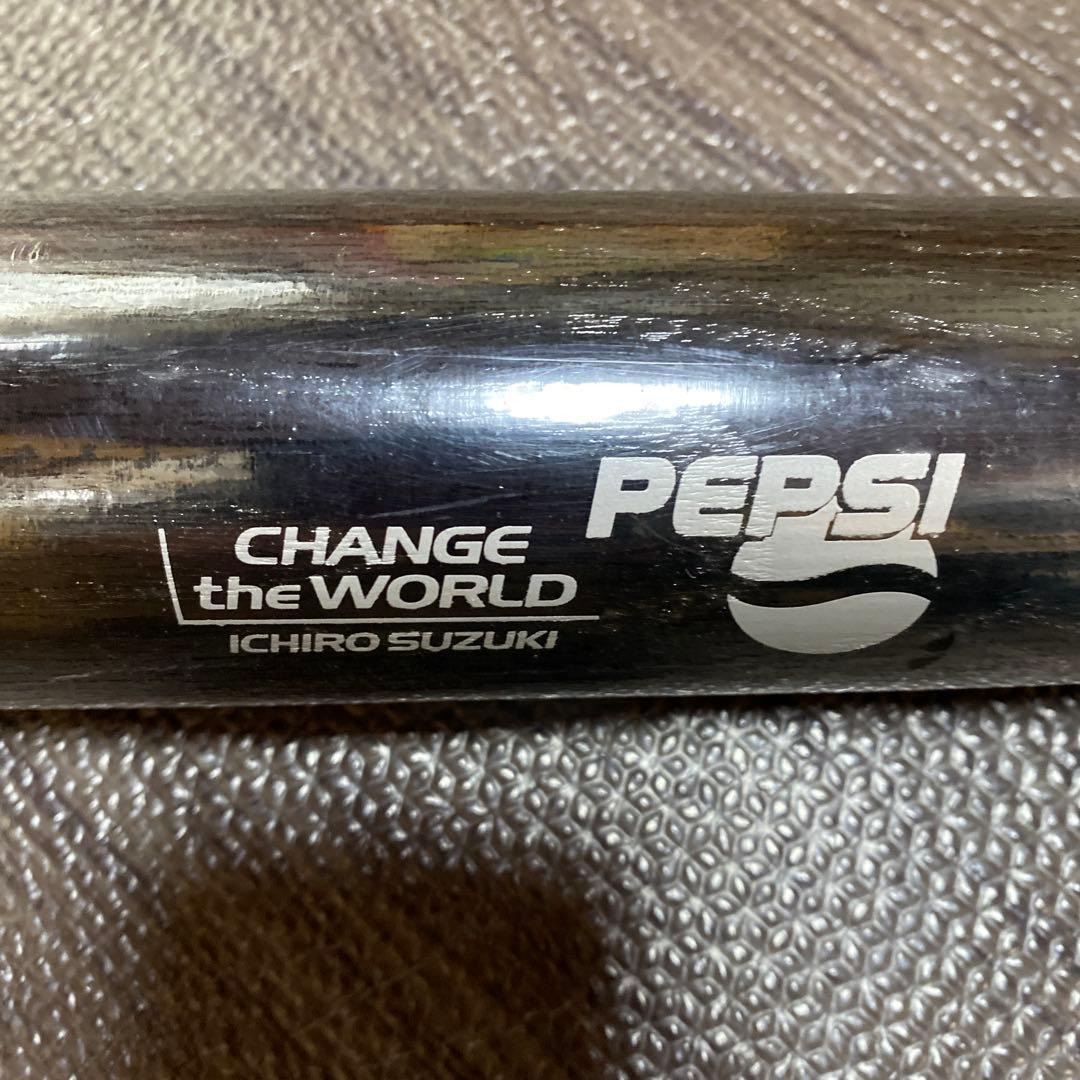 PEPSI
CHANGE
the WORLD
ICHIRO SUZUKI